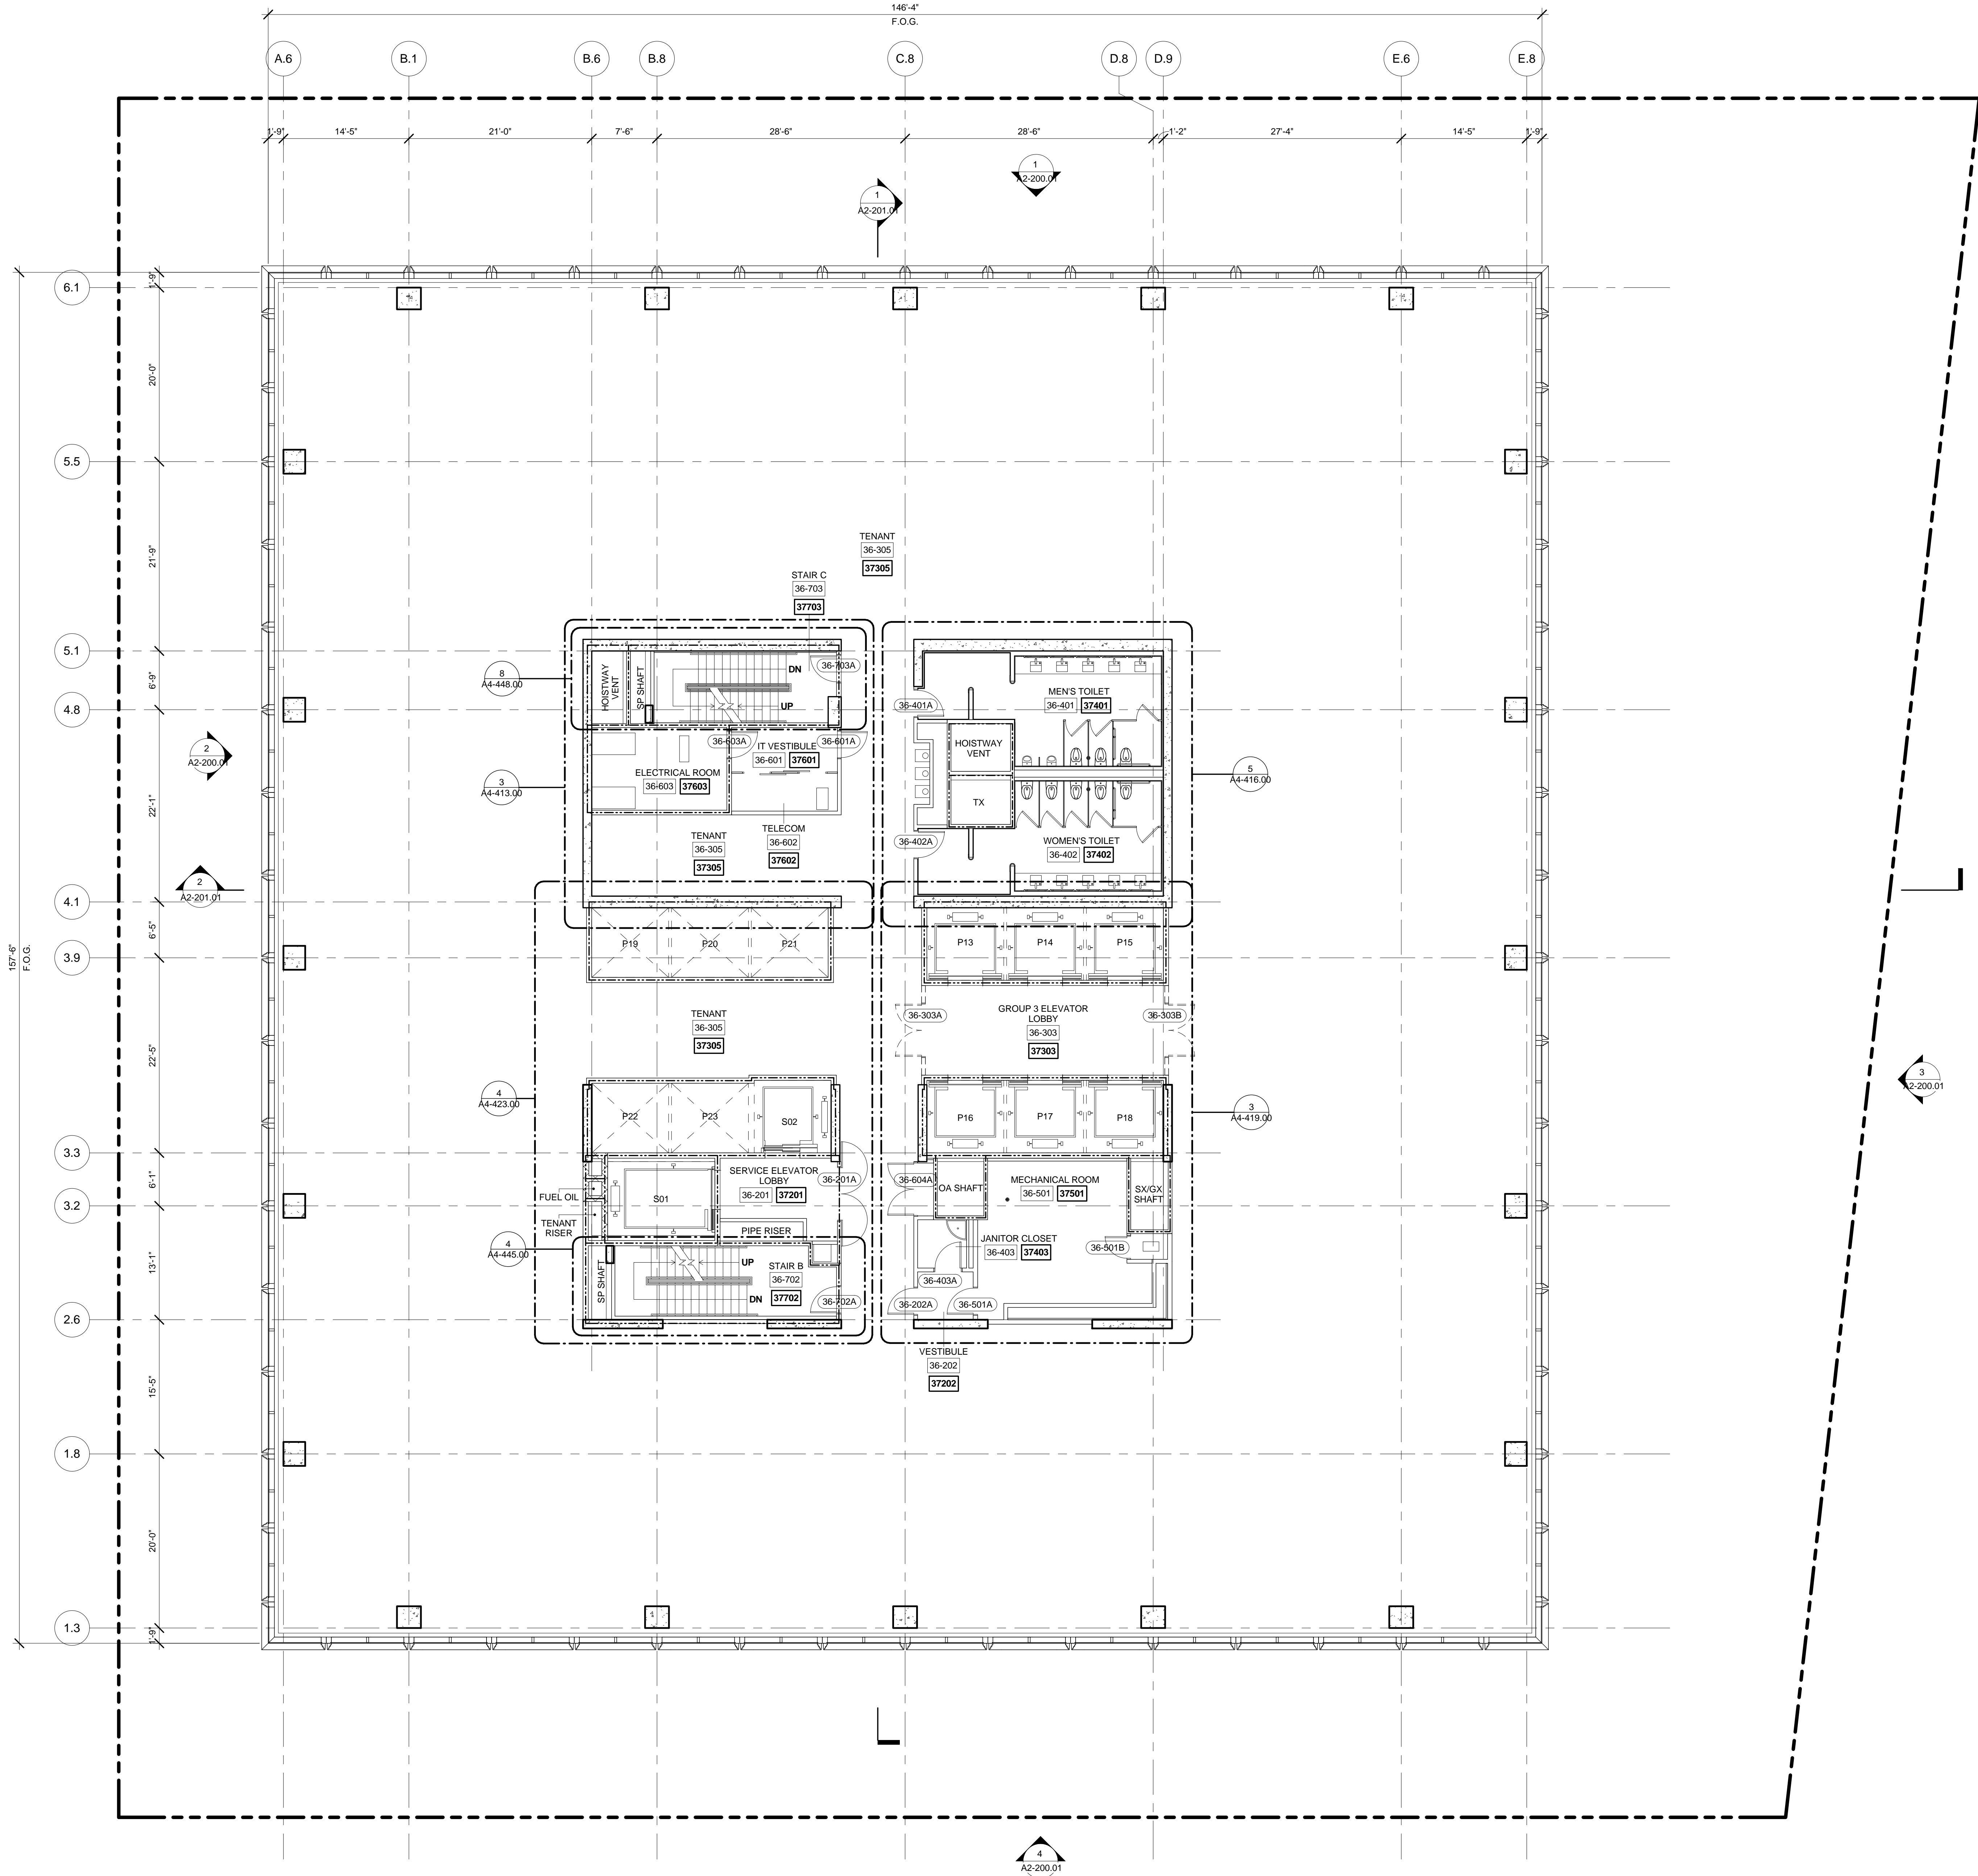 146'-4"
F.O.G.
A.6
B.1
B.6
B.8
C.8
D.8
D.9
E.6
E.8
1'-9"
14'-5"
21'-0"
7'-6"
28'-6"
28'-6"
1'-2"
27'-4"
14'-5"
1'-9"
1
A2-200.01
1
A2-201.01
6.1
5.5
5.1
4.8
4.1
3.9
3.3
3.2
2.6
1.8
1.3
157'-6"
F.O.G.
1'-9"
20'-0"
21'-9"
6'-9"
22'-1"
6'-5"
22'-5"
6'-1"
13'-1"
15'-5"
20'-0"
1'-9"
2
A2-200.01
2
A2-201.01
3
A2-200.01
4
A2-200.01
TENANT
36-305
37305
STAIR C
36-703
37703
8
A4-448.00
HOISTWAY
VENT
SP SHAFT
DN
UP
36-703A
3
A4-413.00
36-603A
36-601A
IT VESTIBULE
36-601
37601
ELECTRICAL ROOM
36-603
37603
TELECOM
36-602
37602
TENANT
36-305
37305
36-401A
MEN'S TOILET
36-401
37401
HOISTWAY
VENT
TX
5
A4-416.00
36-402A
WOMEN'S TOILET
36-402
37402
P19
P20
P21
P13
P14
P15
TENANT
36-305
37305
36-303A
GROUP 3 ELEVATOR
LOBBY
36-303
37303
36-303B
4
A4-423.00
P22
P23
S02
P16
P17
P18
3
A4-419.00
FUEL OIL
TENANT
RISER
S01
SERVICE ELEVATOR
LOBBY
36-201
37201
36-201A
PIPE RISER
36-604A
OA SHAFT
MECHANICAL ROOM
36-501
37501
SX/GX
SHAFT
4
A4-445.00
SP SHAFT
UP
DN
STAIR B
36-702
37702
36-702A
JANITOR CLOSET
36-403
37403
36-501B
36-403A
36-202A
36-501A
VESTIBULE
36-202
37202